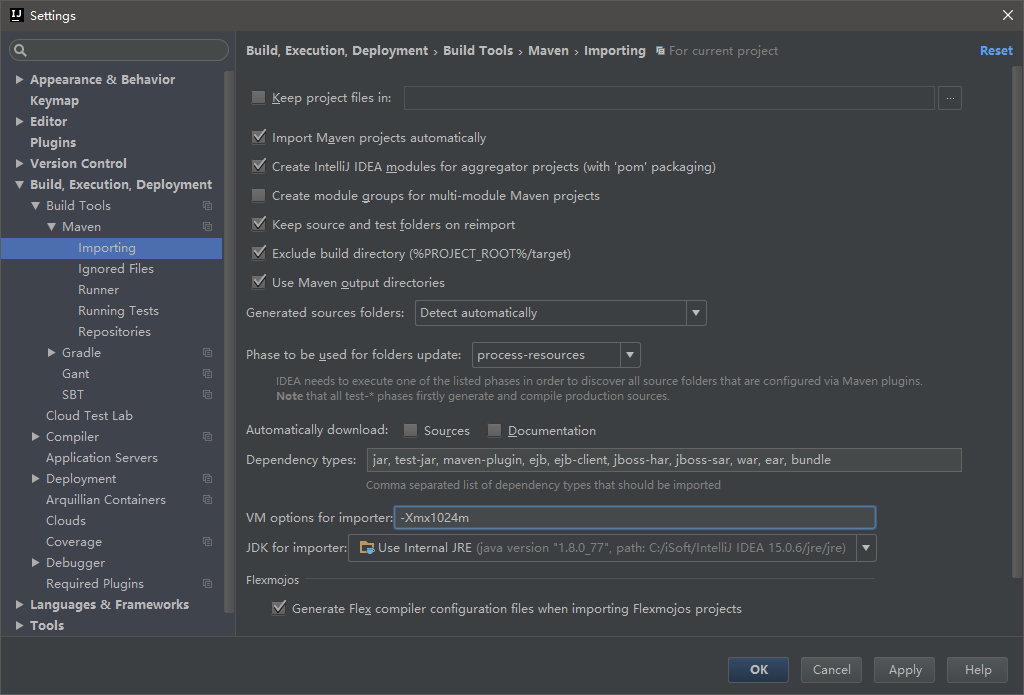 Settings
Appearance & Behavior
Keymap
Editor
Plugins
Version Control
Build, Execution, Deployment
Build Tools
Maven
Importing
Ignored Files
Runner
Running Tests
Repositories
Gradle
Gant
SBT
Cloud Test Lab
Compiler
Application Servers
Deployment
Arquillian Containers
Clouds
Coverage
Debugger
Required Plugins
Languages & Frameworks
Tools
Build, Execution, Deployment › Build Tools › Maven › Importing For current project Reset
Keep project files in: ...
Import Maven projects automatically
Create IntelliJ IDEA modules for aggregator projects (with 'pom' packaging)
Create module groups for multi-module Maven projects
Keep source and test folders on reimport
Exclude build directory (%PROJECT_ROOT%/target)
Use Maven output directories
Generated sources folders: Detect automatically
Phase to be used for folders update: process-resources
IDEA needs to execute one of the listed phases in order to discover all source folders that are configured via Maven plugins.
Note that all test-* phases firstly generate and compile production sources.
Automatically download: Sources Documentation
Dependency types: jar, test-jar, maven-plugin, ejb, ejb-client, jboss-har, jboss-sar, war, ear, bundle
Comma separated list of dependency types that should be imported
VM options for importer: -Xmx1024m
JDK for importer: Use Internal JRE (java version "1.8.0_77", path: C:/iSoft/IntelliJ IDEA 15.0.6/jre/jre)
Flexmojos
Generate Flex compiler configuration files when importing Flexmojos projects
OK Cancel Apply Help